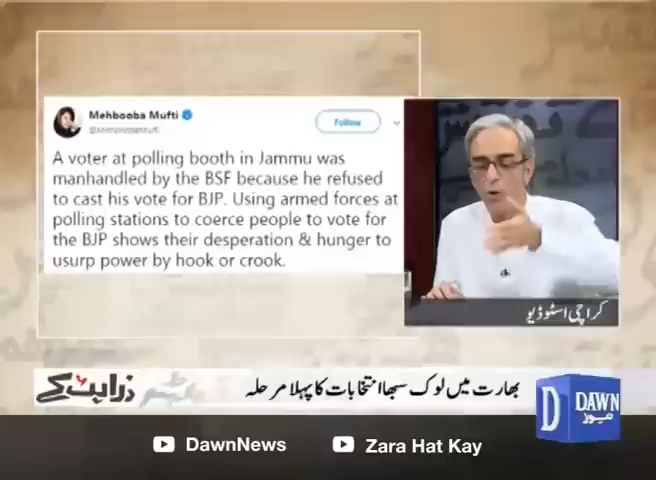 Mehbooba Mufti
Follow
A voter at polling booth in Jammu was
manhandled by the BSF because he refused
to cast his vote for BJP. Using armed forces at
polling stations to coerce people to vote for
the BJP shows their desperation & hunger to
usurp power by hook or crook.
کراچی اسٹوڈیو
بھارت میں لوک سبھا انتخابات کا پہلا مرحلہ
ذرا ہٹ کے
D DAWN
نیوز
DawnNews
Zara Hat Kay